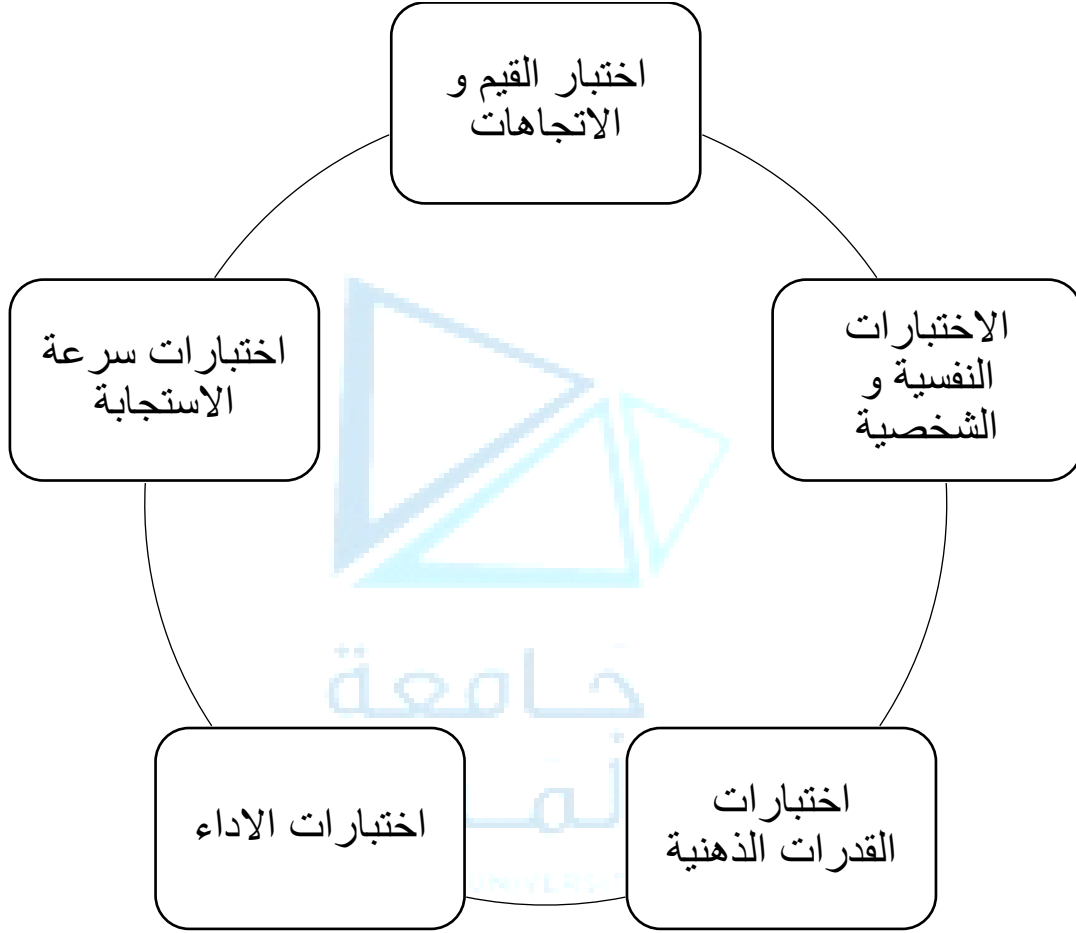 اختبار القيم و
الاتجاهات
الاختبارات
النفسية و
الشخصية
اختبارات
القدرات الذهنية
اختبارات الاداء
اختبارات سرعة
الاستجابة
جامعة